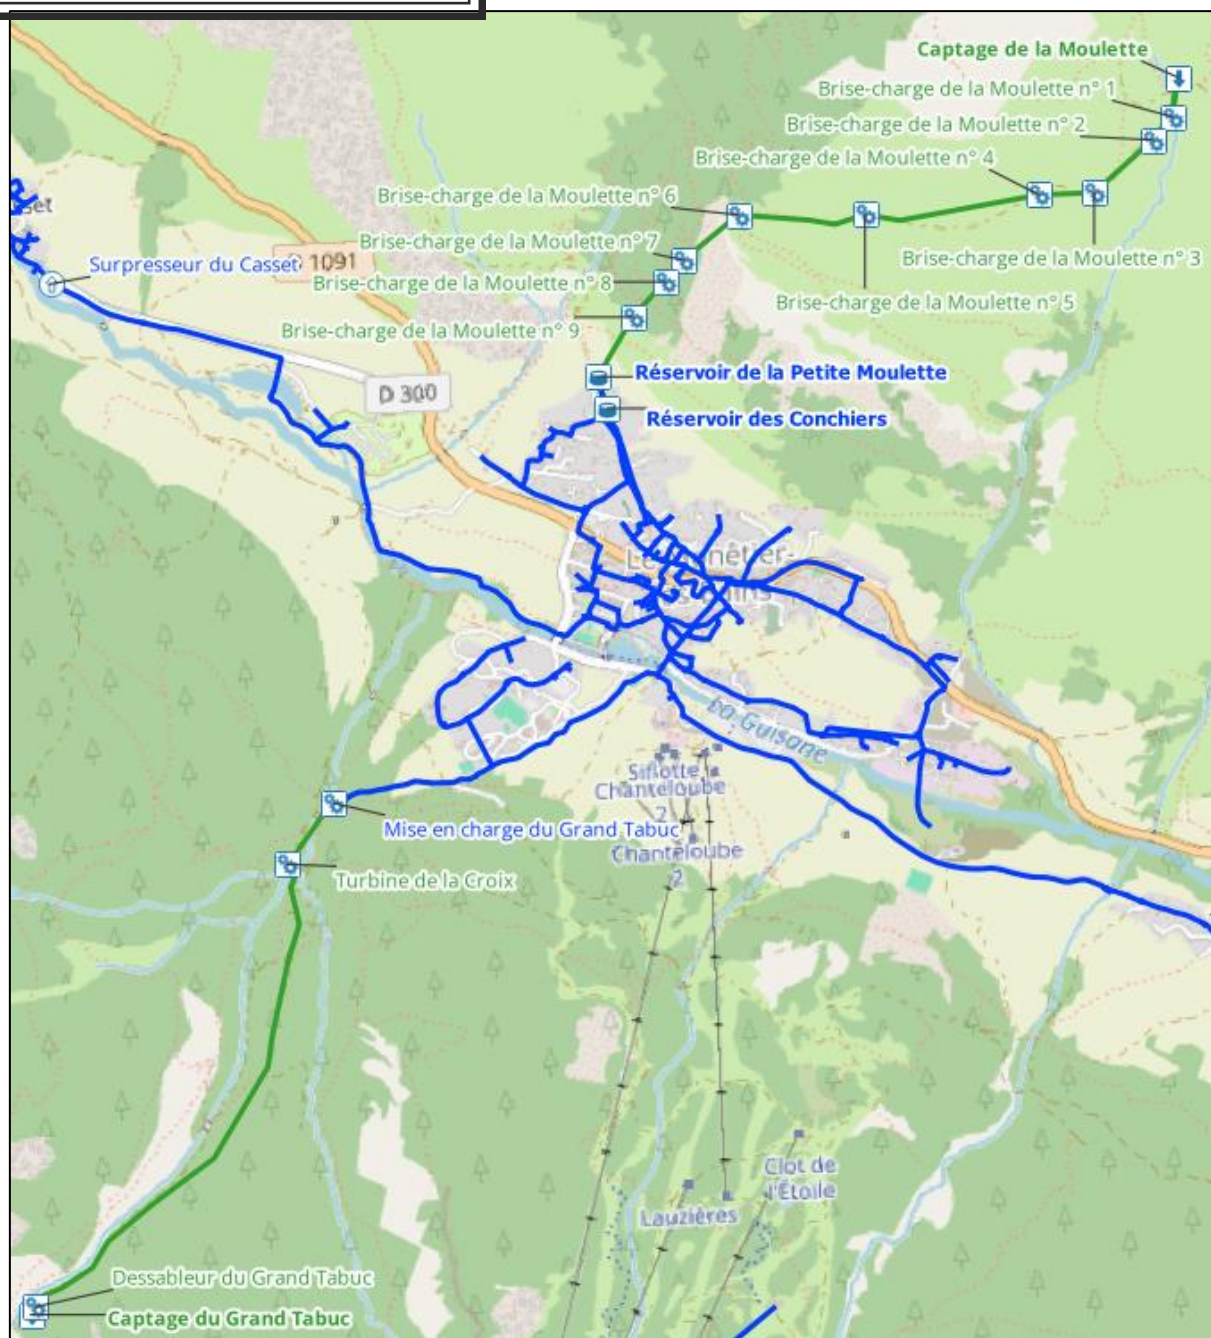 Captage de la Moulette
Brise-charge de la Moulette n° 1
Brise-charge de la Moulette n° 2
Brise-charge de la Moulette n° 4
Brise-charge de la Moulette n° 6
Brise-charge de la Moulette n° 7
Brise-charge de la Moulette n° 3
Surpresseur du Casset
1091
Brise-charge de la Moulette n° 8
Brise-charge de la Moulette n° 5
Brise-charge de la Moulette n° 9
Réservoir de la Petite Moulette
D 300
Réservoir des Conchiers
La Guisane
Chanteloube
2
Mise en charge du Grand Tabuc
Chanteloube
2
Turbine de la Croix
Clot de
l'Étoile
Lauzières
Dessableur du Grand Tabuc
Captage du Grand Tabuc